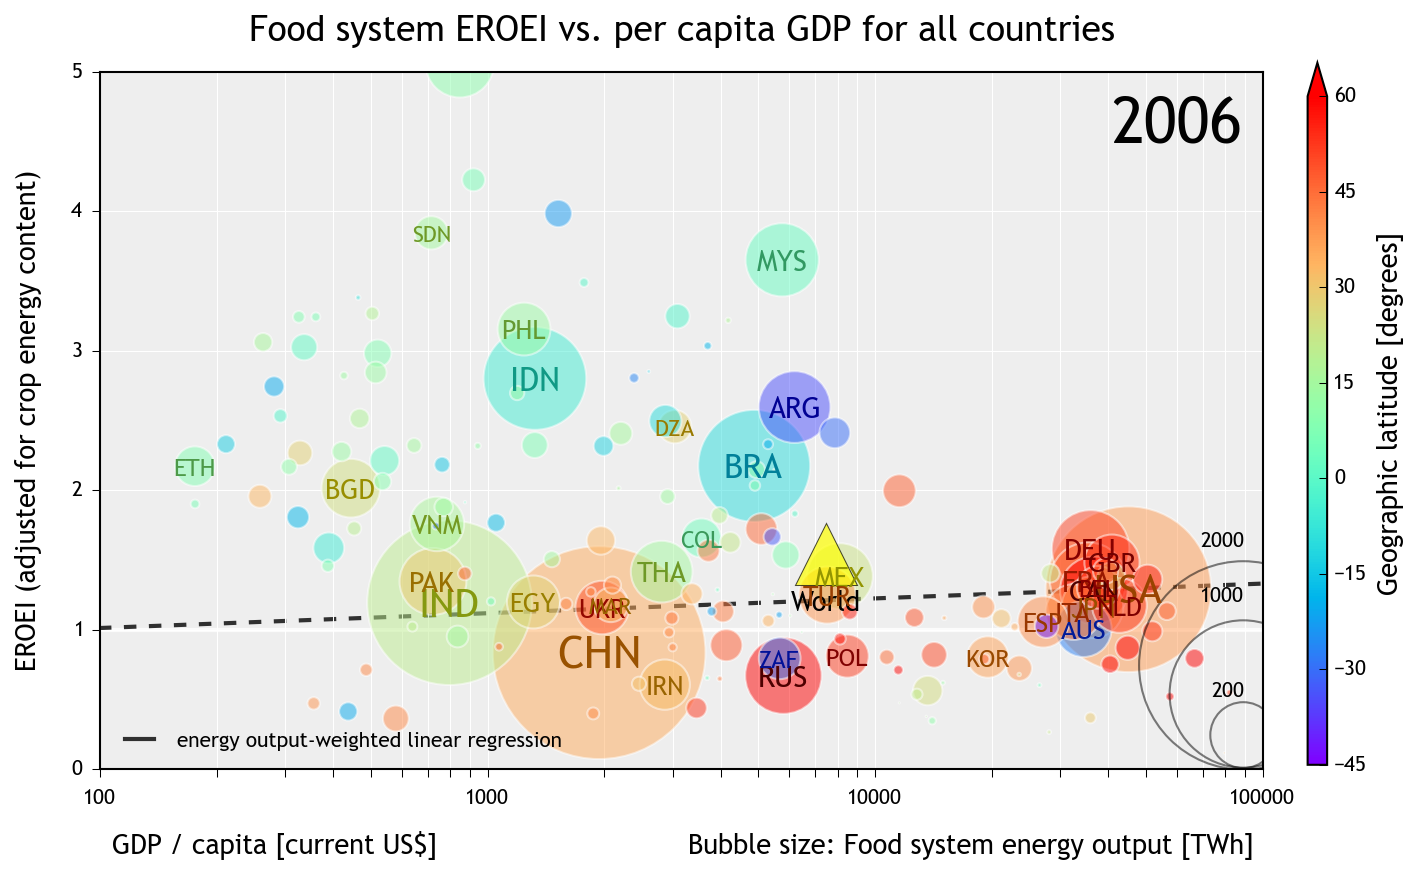 Food system EROEI vs. per capita GDP for all countries
2006
EROEI (adjusted for crop energy content)
5
4
3
2
1
0
SDN
MYS
PHL
IDN
ARG
DZA
BRA
ETH
BGD
VNM
COL
THA
PAK
IND
EGY
UKR
MAR
CHN
IRN
MEX
TUR
World
ZAF
RUS
POL
KOR
ESP
ITA
AUS
DEU
GBR
FRA
CAN
USA
NLD
2000
1000
200
energy output-weighted linear regression
100
1000
10000
100000
GDP / capita [current US$]
Bubble size: Food system energy output [TWh]
60
45
30
15
0
−15
−30
−45
Geographic latitude [degrees]